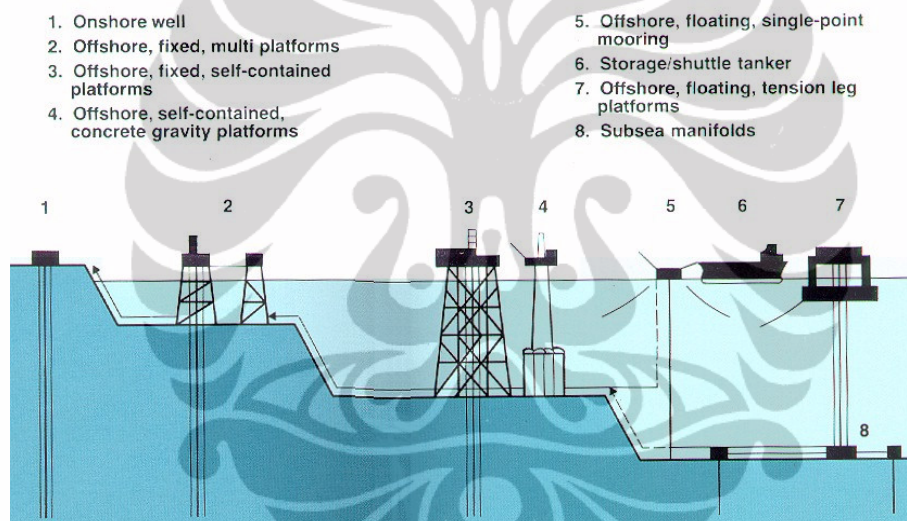 1. Onshore well
2. Offshore, fixed, multi platforms
3. Offshore, fixed, self-contained
platforms
4. Offshore, self-contained,
concrete gravity platforms
5. Offshore, floating, single-point
mooring
6. Storage/shuttle tanker
7. Offshore, floating, tension leg
platforms
8. Subsea manifolds
1 2 3 4 5 6 7
8